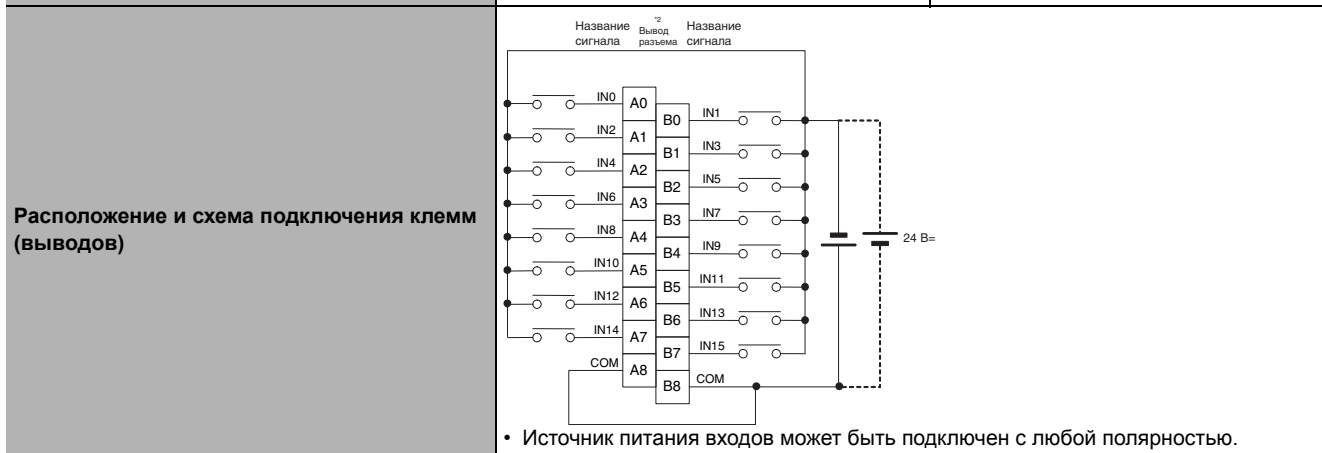 Расположение и схема подключения клемм
(выводов)
Название *2 Название
сигнала Вывод разъема сигнала
IN0 A0
B0 IN1
IN2 A1
B1 IN3
IN4 A2
B2 IN5
IN6 A3
B3 IN7
IN8 A4
B4 IN9
IN10 A5
B5 IN11
IN12 A6
B6 IN13
IN14 A7
B7 IN15
COM A8
B8 COM
24 В=
• Источник питания входов может быть подключен с любой полярностью.